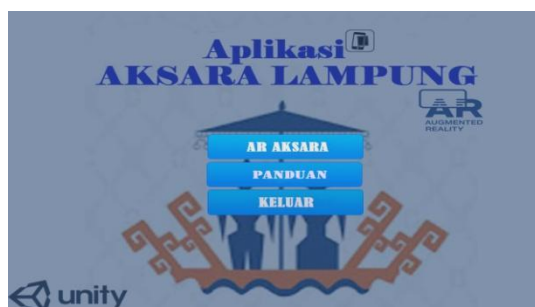 Aplikasi
AKSARA LAMPUNG
AR
AUGMENTED
REALITY
AR AKSARA
PANDUAN
KELUAR
unity